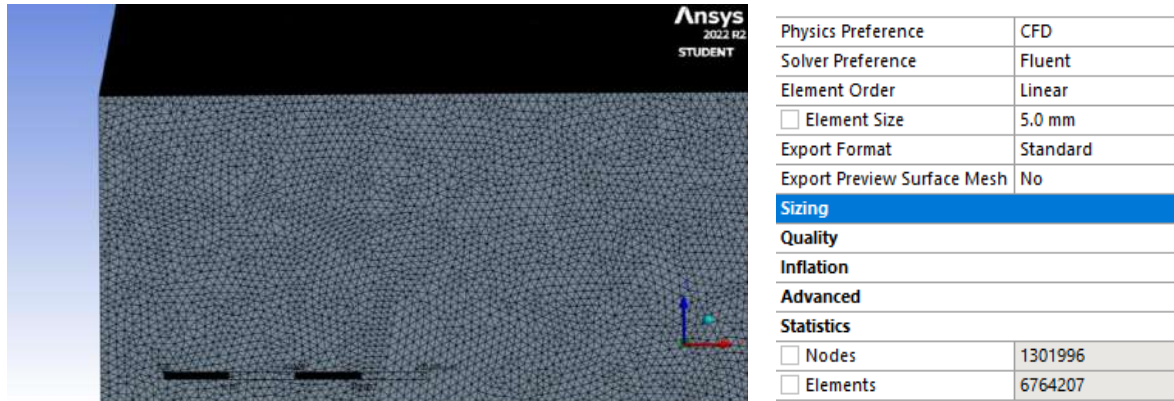 Ansys
2022 R2
STUDENT
Physics Preference CFD
Solver Preference Fluent
Element Order Linear
Element Size 5.0 mm
Export Format Standard
Export Preview Surface Mesh No
Sizing
Quality
Inflation
Advanced
Statistics
Nodes 1301996
Elements 6764207